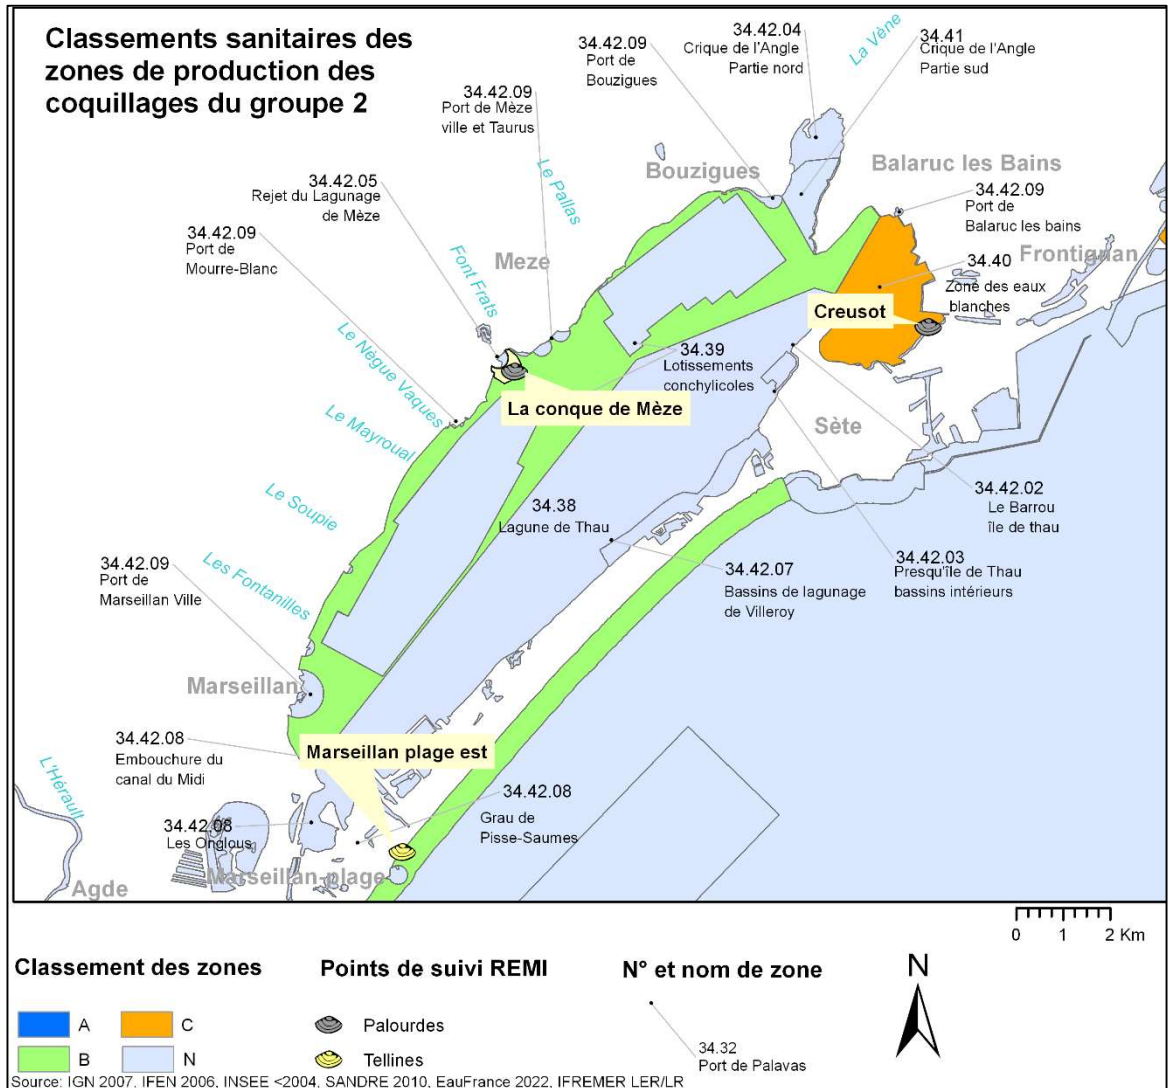 Classements sanitaires des
zones de production des
coquillages du groupe 2
34.42.09
Port de
Bouzigues
34.42.04
Crique de l'Angle
Partie nord
La Vène
34.41
Crique de l'Angle
Partie sud
34.42.09
Port de Mèze
ville et Taurus
Le Pallas
Bouzigues
Balaruc les Bains
34.42.05
Rejet du Lagunage
de Mèze
34.42.09
Port de
Balaruc les bains
34.42.09
Port de
Mourre-Blanc
Font Frats
Meze
Frontignan
34.40
Zone des eaux
blanches
Creusot
Le Nègue Vaques
34.39
Lotissements
conchylicoles
La conque de Mèze
Le Mayroual
Sète
Le Soupie
34.38
Lagune de Thau
34.42.02
Le Barrou
île de thau
34.42.09
Port de
Marseillan Ville
Les Fontanilles
34.42.07
Bassins de lagunage
de Villeroy
34.42.03
Presqu'île de Thau
bassins intérieurs
Marseillan
34.42.08
Embouchure du
canal du Midi
Marseillan plage est
L'Hérault
34.42.08
Grau de
Pisse-Saumes
34.42.08
Les Onglous
Marseillan-plage
Agde
0 1 2 Km
Classement des zones
A
C
B
N
Points de suivi REMI
Palourdes
Tellines
N° et nom de zone
34.32
Port de Palavas
N
Source: IGN 2007, IFEN 2006, INSEE <2004, SANDRE 2010, EauFrance 2022, IFREMER LER/LR